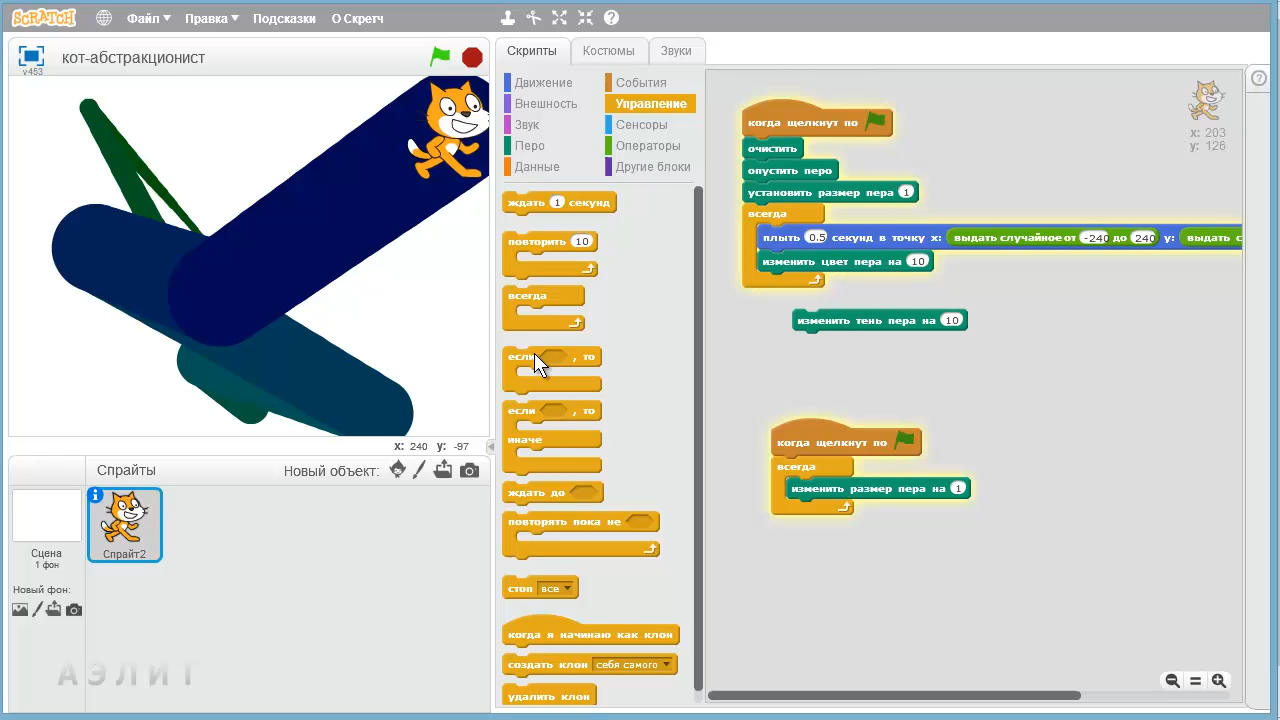 SCRATCH Файл Правка Подсказки О Скретч
v453 кот-абстракционист
Скрипты Костюмы Звуки
Движение События
Внешность Управление
Звук Сенсоры
Перо Операторы
Данные Другие блоки
ждать 1 секунд
повторить 10
всегда
если , то
если , то
иначе
ждать до
повторять пока не
стоп все
когда я начинаю как клон
создать клон себя самого
удалить клон
когда щелкнут по
очистить
опустить перо
установить размер пера 1
всегда
плыть 0.5 секунд в точку x: выдать случайное от -240 до 240 y: выдать с
изменить цвет пера на 10
изменить тень пера на 10
когда щелкнут по
всегда
изменить размер пера на 1
x: 203
y: 126
x: 240 y: -97
Спрайты Новый объект:
Сцена
1 фон
Новый фон:
Спрайт2
АЭЛИТ